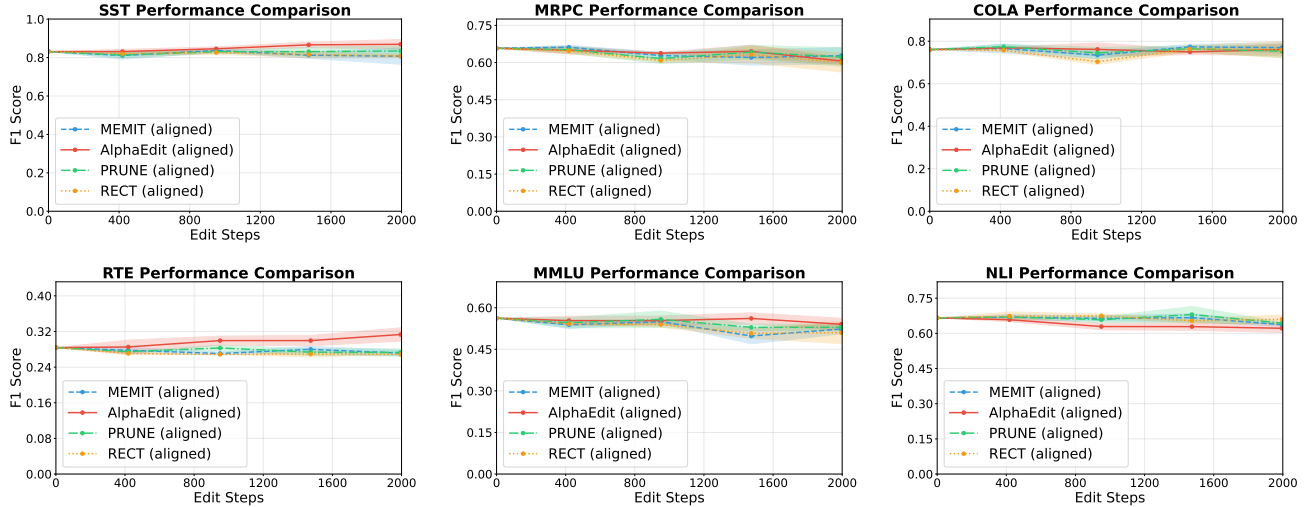 SST Performance Comparison
F1 Score
1.0
0.8
0.6
0.4
0.2
0.0
MEMIT (aligned)
AlphaEdit (aligned)
PRUNE (aligned)
RECT (aligned)
0 400 800 1200 1600 2000
Edit Steps
MRPC Performance Comparison
F1 Score
0.75
0.60
0.45
0.30
0.15
0.00
MEMIT (aligned)
AlphaEdit (aligned)
PRUNE (aligned)
RECT (aligned)
0 400 800 1200 1600 2000
Edit Steps
COLA Performance Comparison
F1 Score
0.8
0.6
0.4
0.2
0.0
MEMIT (aligned)
AlphaEdit (aligned)
PRUNE (aligned)
RECT (aligned)
0 400 800 1200 1600 2000
Edit Steps
RTE Performance Comparison
F1 Score
0.40
0.32
0.24
0.16
0.08
0.00
MEMIT (aligned)
AlphaEdit (aligned)
PRUNE (aligned)
RECT (aligned)
0 400 800 1200 1600 2000
Edit Steps
MMLU Performance Comparison
F1 Score
0.60
0.45
0.30
0.15
0.00
MEMIT (aligned)
AlphaEdit (aligned)
PRUNE (aligned)
RECT (aligned)
0 400 800 1200 1600 2000
Edit Steps
NLI Performance Comparison
F1 Score
0.75
0.60
0.45
0.30
0.15
0.00
MEMIT (aligned)
AlphaEdit (aligned)
PRUNE (aligned)
RECT (aligned)
0 400 800 1200 1600 2000
Edit Steps